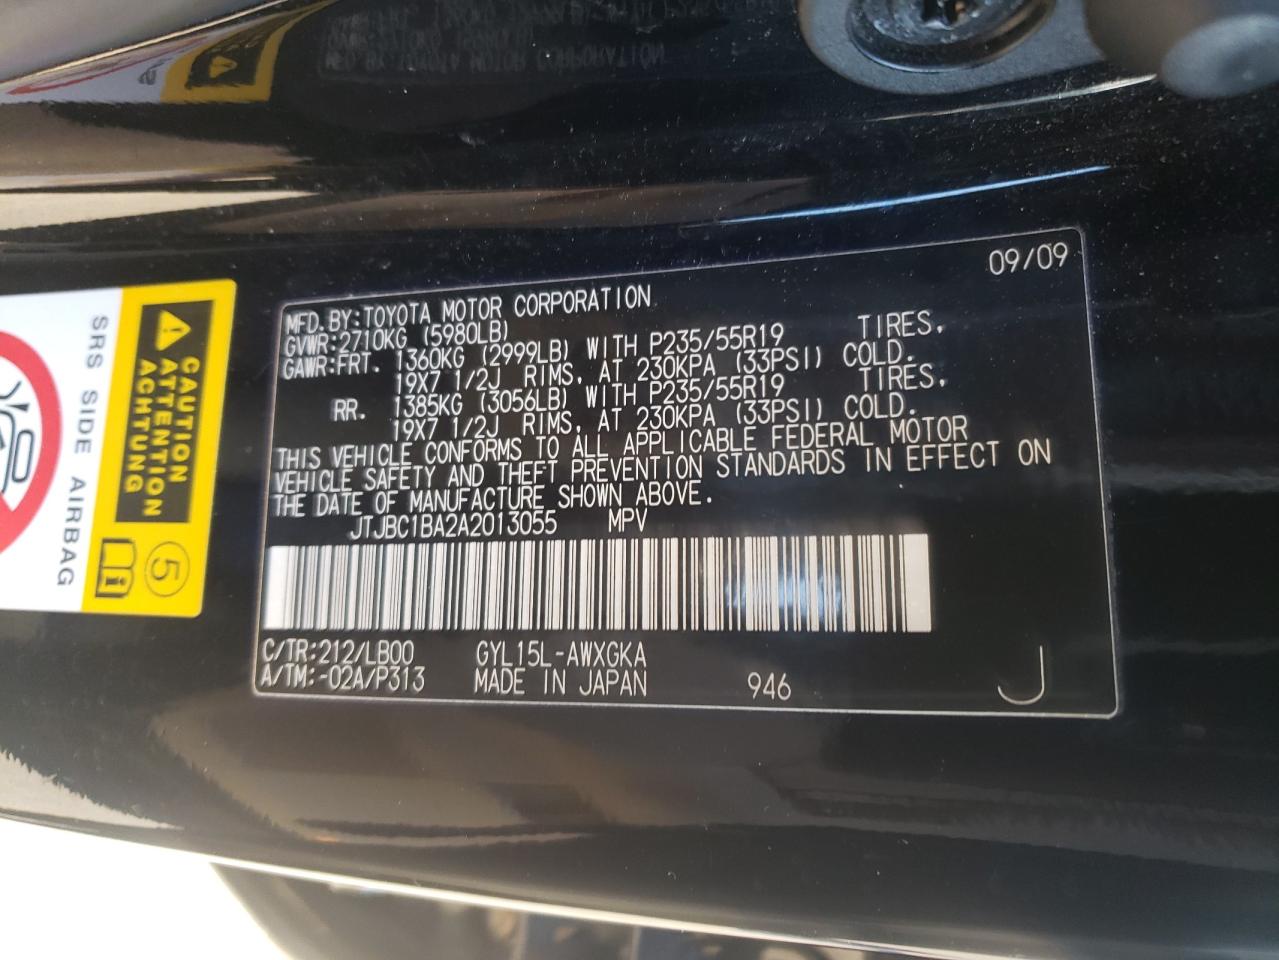 09/09
MFD. BY: TOYOTA MOTOR CORPORATION
GVWR: 2710KG (5980LB)
GAWR: FRT. 1360KG (2999LB) WITH P235/55R19 TIRES,
19X7 1/2J RIMS, AT 230KPA (33PSI) COLD.
RR. 1385KG (3056LB) WITH P235/55R19 TIRES,
19X7 1/2J RIMS, AT 230KPA (33PSI) COLD.
THIS VEHICLE CONFORMS TO ALL APPLICABLE FEDERAL MOTOR
VEHICLE SAFETY AND THEFT PREVENTION STANDARDS IN EFFECT ON
THE DATE OF MANUFACTURE SHOWN ABOVE.
JTJBC1BA2A2013055 MPV
C/TR: 212/LB00 GYL15L-AWXGKA
A/TM: -02A/P313 MADE IN JAPAN 946 J
CAUTION
ATTENTION
ACHTUNG
SRS SIDE AIRBAG
5
i